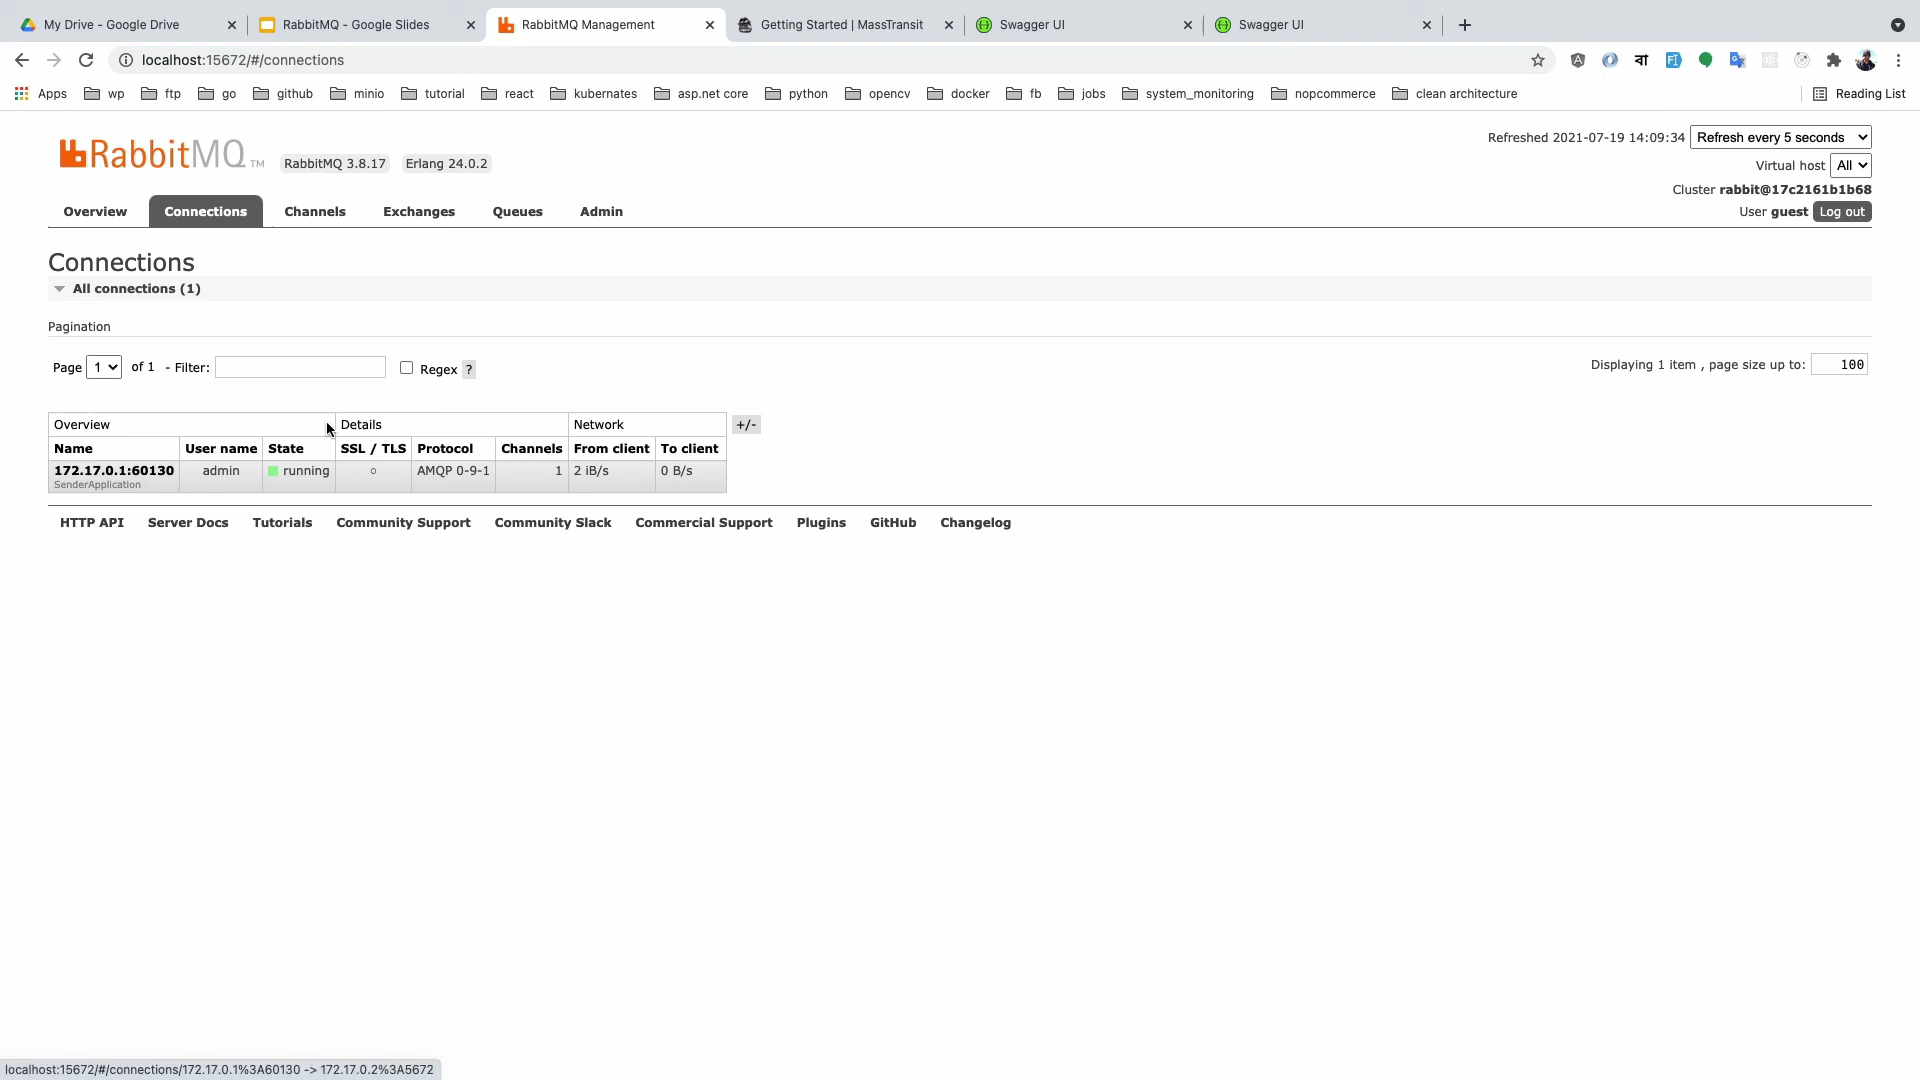 My Drive - Google Drive
RabbitMQ - Google Slides
RabbitMQ Management
Getting Started | MassTransit
Swagger UI
Swagger UI
localhost:15672/#/connections
Apps wp ftp go github minio tutorial react kubernates asp.net core python opencv docker fb jobs system_monitoring nopcommerce clean architecture Reading List
Refreshed 2021-07-19 14:09:34 Refresh every 5 seconds
RabbitMQ TM RabbitMQ 3.8.17 Erlang 24.0.2
Virtual host All
Cluster rabbit@17c2161b1b68
User guest Log out
Overview Connections Channels Exchanges Queues Admin
Connections
All connections (1)
Pagination
Page 1 of 1 - Filter: Regex ? Displaying 1 item , page size up to: 100
Overview Details Network +/-
Name User name State SSL / TLS Protocol Channels From client To client
172.17.0.1:60130 admin running ○ AMQP 0-9-1 1 2 iB/s 0 B/s
SenderApplication
HTTP API Server Docs Tutorials Community Support Community Slack Commercial Support Plugins GitHub Changelog
localhost:15672/#/connections/172.17.0.1%3A60130 -> 172.17.0.2%3A5672